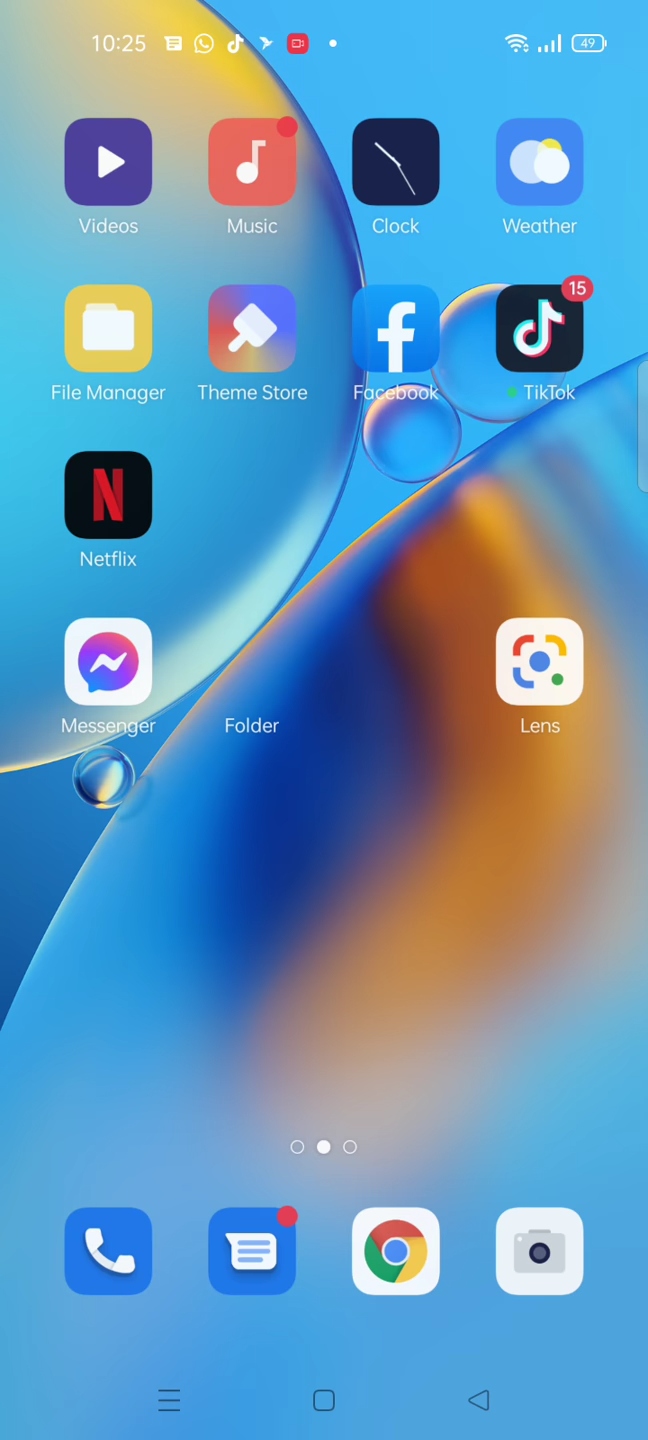 10:25 49
Videos Music Clock Weather
15
File Manager Theme Store Facebook TikTok
N
Netflix
Messenger Folder Lens